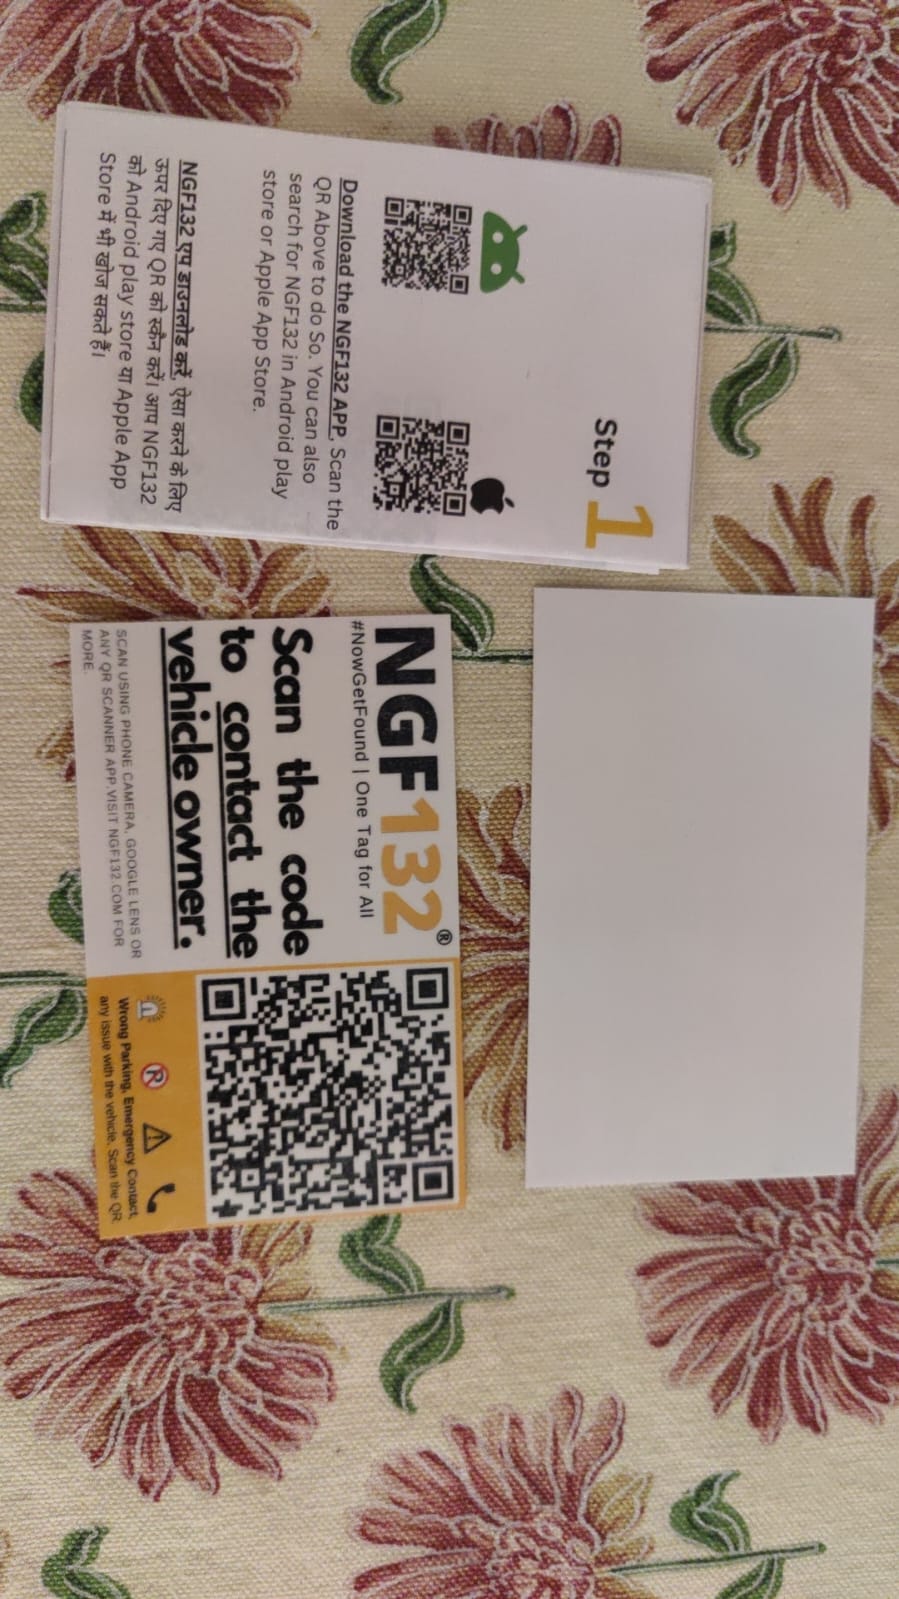 Step 1
Download the NGF132 APP. Scan the
QR Above to do So. You can also
search for NGF132 in Android play
store or Apple App Store.
NGF132 एप डाउनलोड करें, ऐसा करने के लिए
ऊपर दिए गए QR को स्कैन करें। आप NGF132
को Android play store या Apple App
Store में भी खोज सकते हैं।
NGF132®
#NowGetFound | One Tag for All
Scan the code
to contact the
vehicle owner.
SCAN USING PHONE CAMERA, GOOGLE LENS OR
ANY QR SCANNER APP.VISIT NGF132.COM FOR
MORE.
Wrong Parking, Emergency Contact,
any issue with the vehicle. Scan the QR